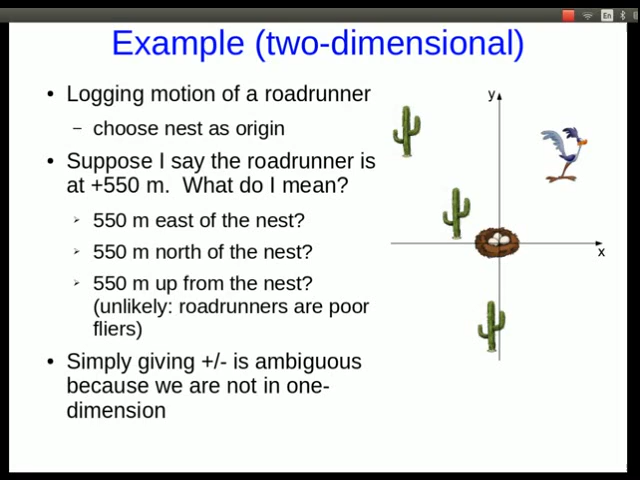 En
Example (two-dimensional)
• Logging motion of a roadrunner
– choose nest as origin
• Suppose I say the roadrunner is
at +550 m. What do I mean?
➢ 550 m east of the nest?
➢ 550 m north of the nest?
➢ 550 m up from the nest?
(unlikely: roadrunners are poor
fliers)
• Simply giving +/- is ambiguous
because we are not in one-
dimension
y
x